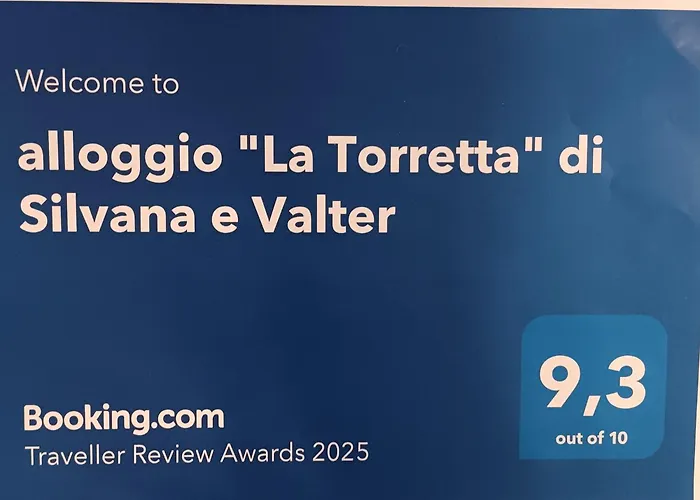 Welcome to
alloggio "La Torretta" di
Silvana e Valter
9,3
out of 10
Booking.com
Traveller Review Awards 2025